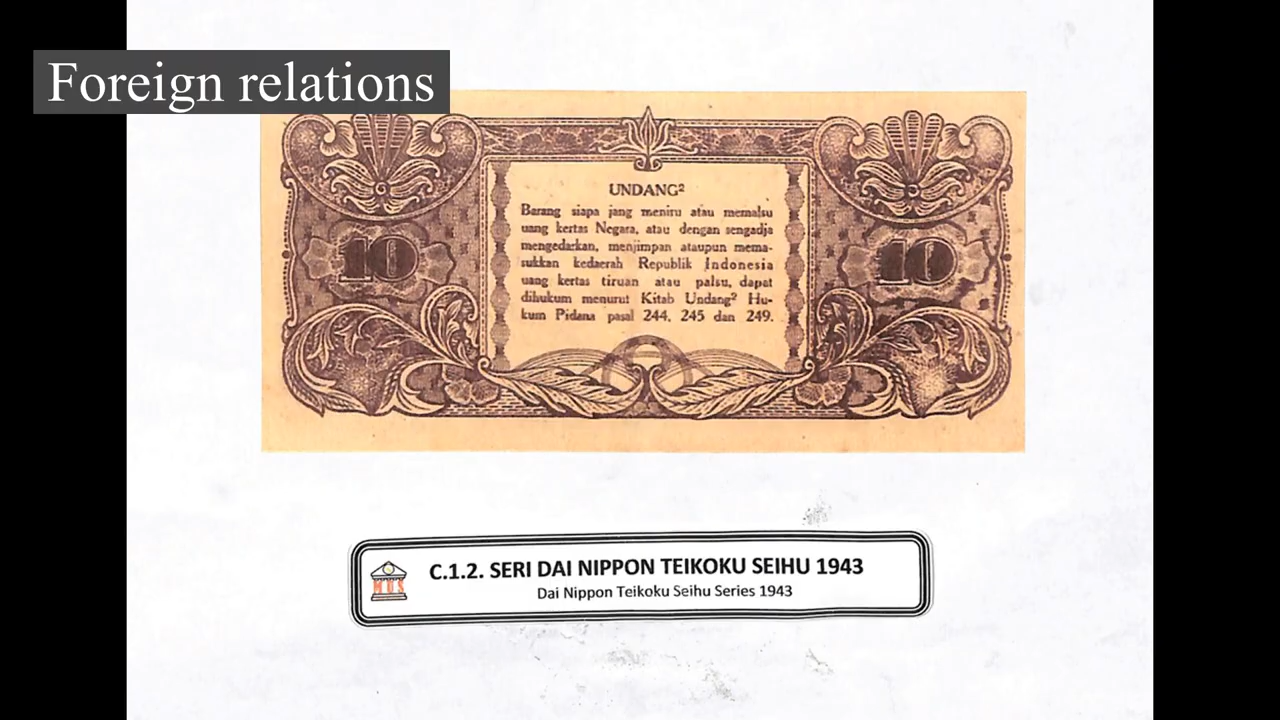 Foreign relations
UNDANG²
Barang siapa jang meniru atau memalsu
uang kertas Negara, atau dengan sengadja
mengedarkan, menjimpan ataupun mema-
sukkan kedaerah Republik Indonesia
uang kertas tiruan atau palsu, dapat
dihukum menurut Kitab Undang² Hu-
kum Pidana pasal 244, 245 dan 249.
10
10
C.1.2. SERI DAI NIPPON TEIKOKU SEIHU 1943
Dai Nippon Teikoku Seihu Series 1943